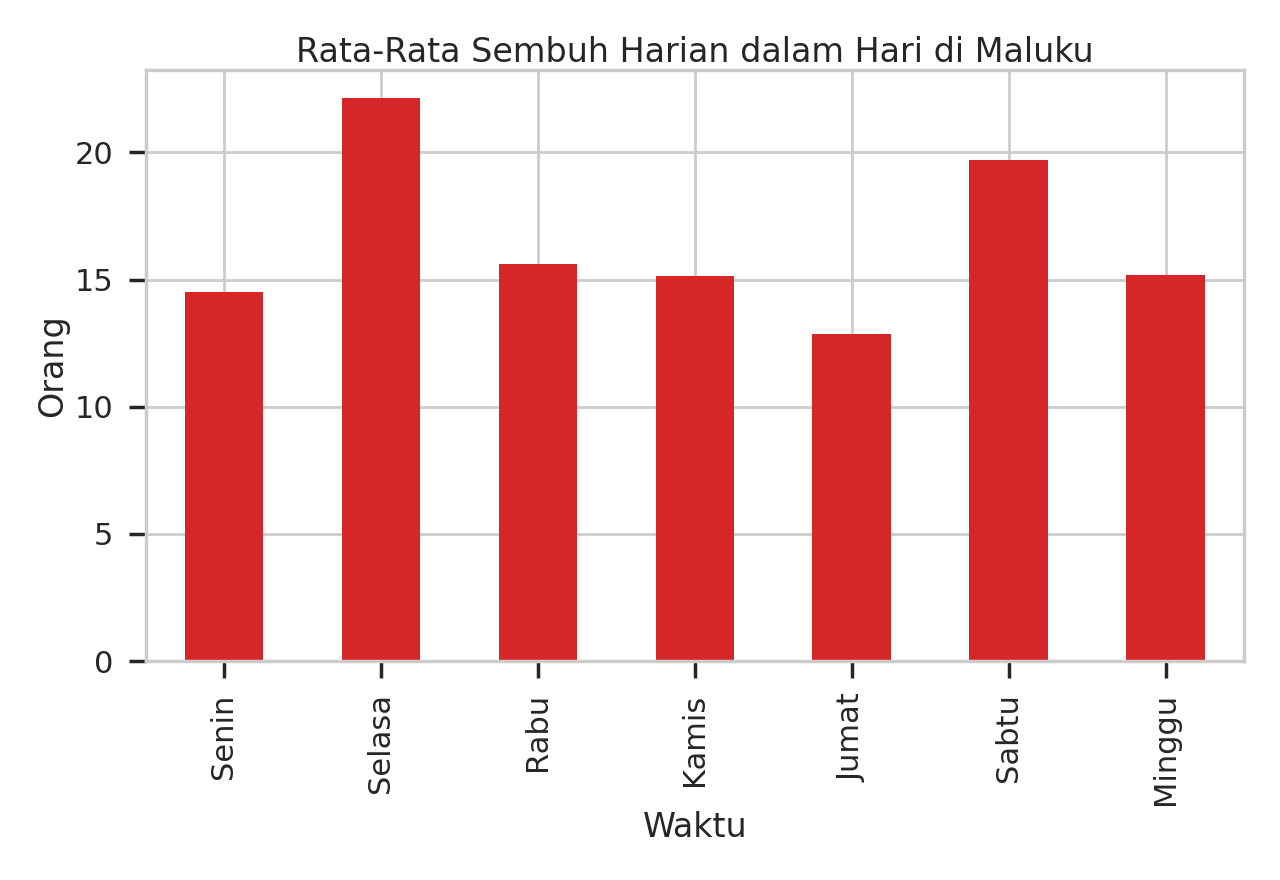 Rata-Rata Sembuh Harian dalam Hari di Maluku
Orang
20
15
10
5
0
Senin
Selasa
Rabu
Kamis
Jumat
Sabtu
Minggu
Waktu